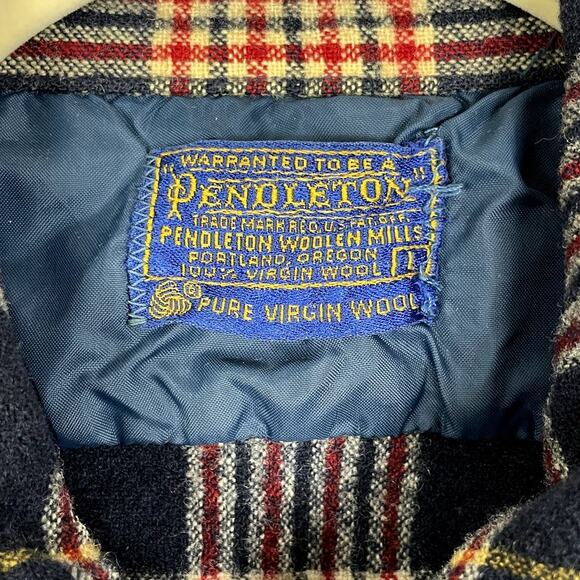 WARRANTED TO BE A
"PENDLETON"
TRADE MARK REG. U.S. PAT. OFF.
PENDLETON WOOLEN MILLS
PORTLAND, OREGON
100% VIRGIN WOOL
®PURE VIRGIN WOOL